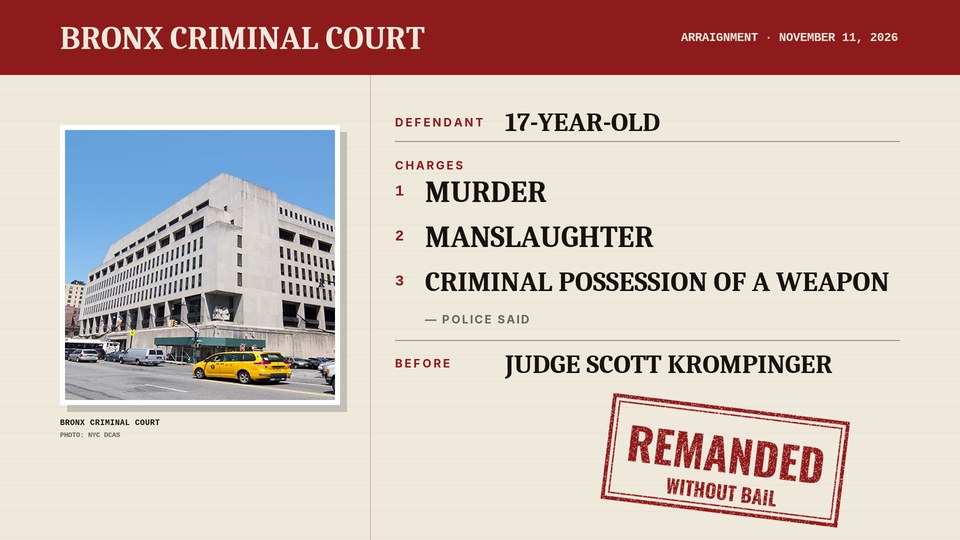 BRONX CRIMINAL COURT
ARRAIGNMENT · NOVEMBER 11, 2026
BRONX CRIMINAL COURT
PHOTO: NYC DCAS
DEFENDANT 17-YEAR-OLD
CHARGES
1 MURDER
2 MANSLAUGHTER
3 CRIMINAL POSSESSION OF A WEAPON
— POLICE SAID
BEFORE JUDGE SCOTT KROMPINGER
REMANDED
WITHOUT BAIL